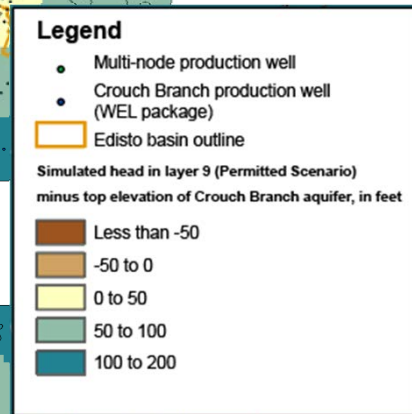 Legend
Multi-node production well
Crouch Branch production well
(WEL package)
Edisto basin outline
Simulated head in layer 9 (Permitted Scenario)
minus top elevation of Crouch Branch aquifer, in feet
Less than -50
-50 to 0
0 to 50
50 to 100
100 to 200